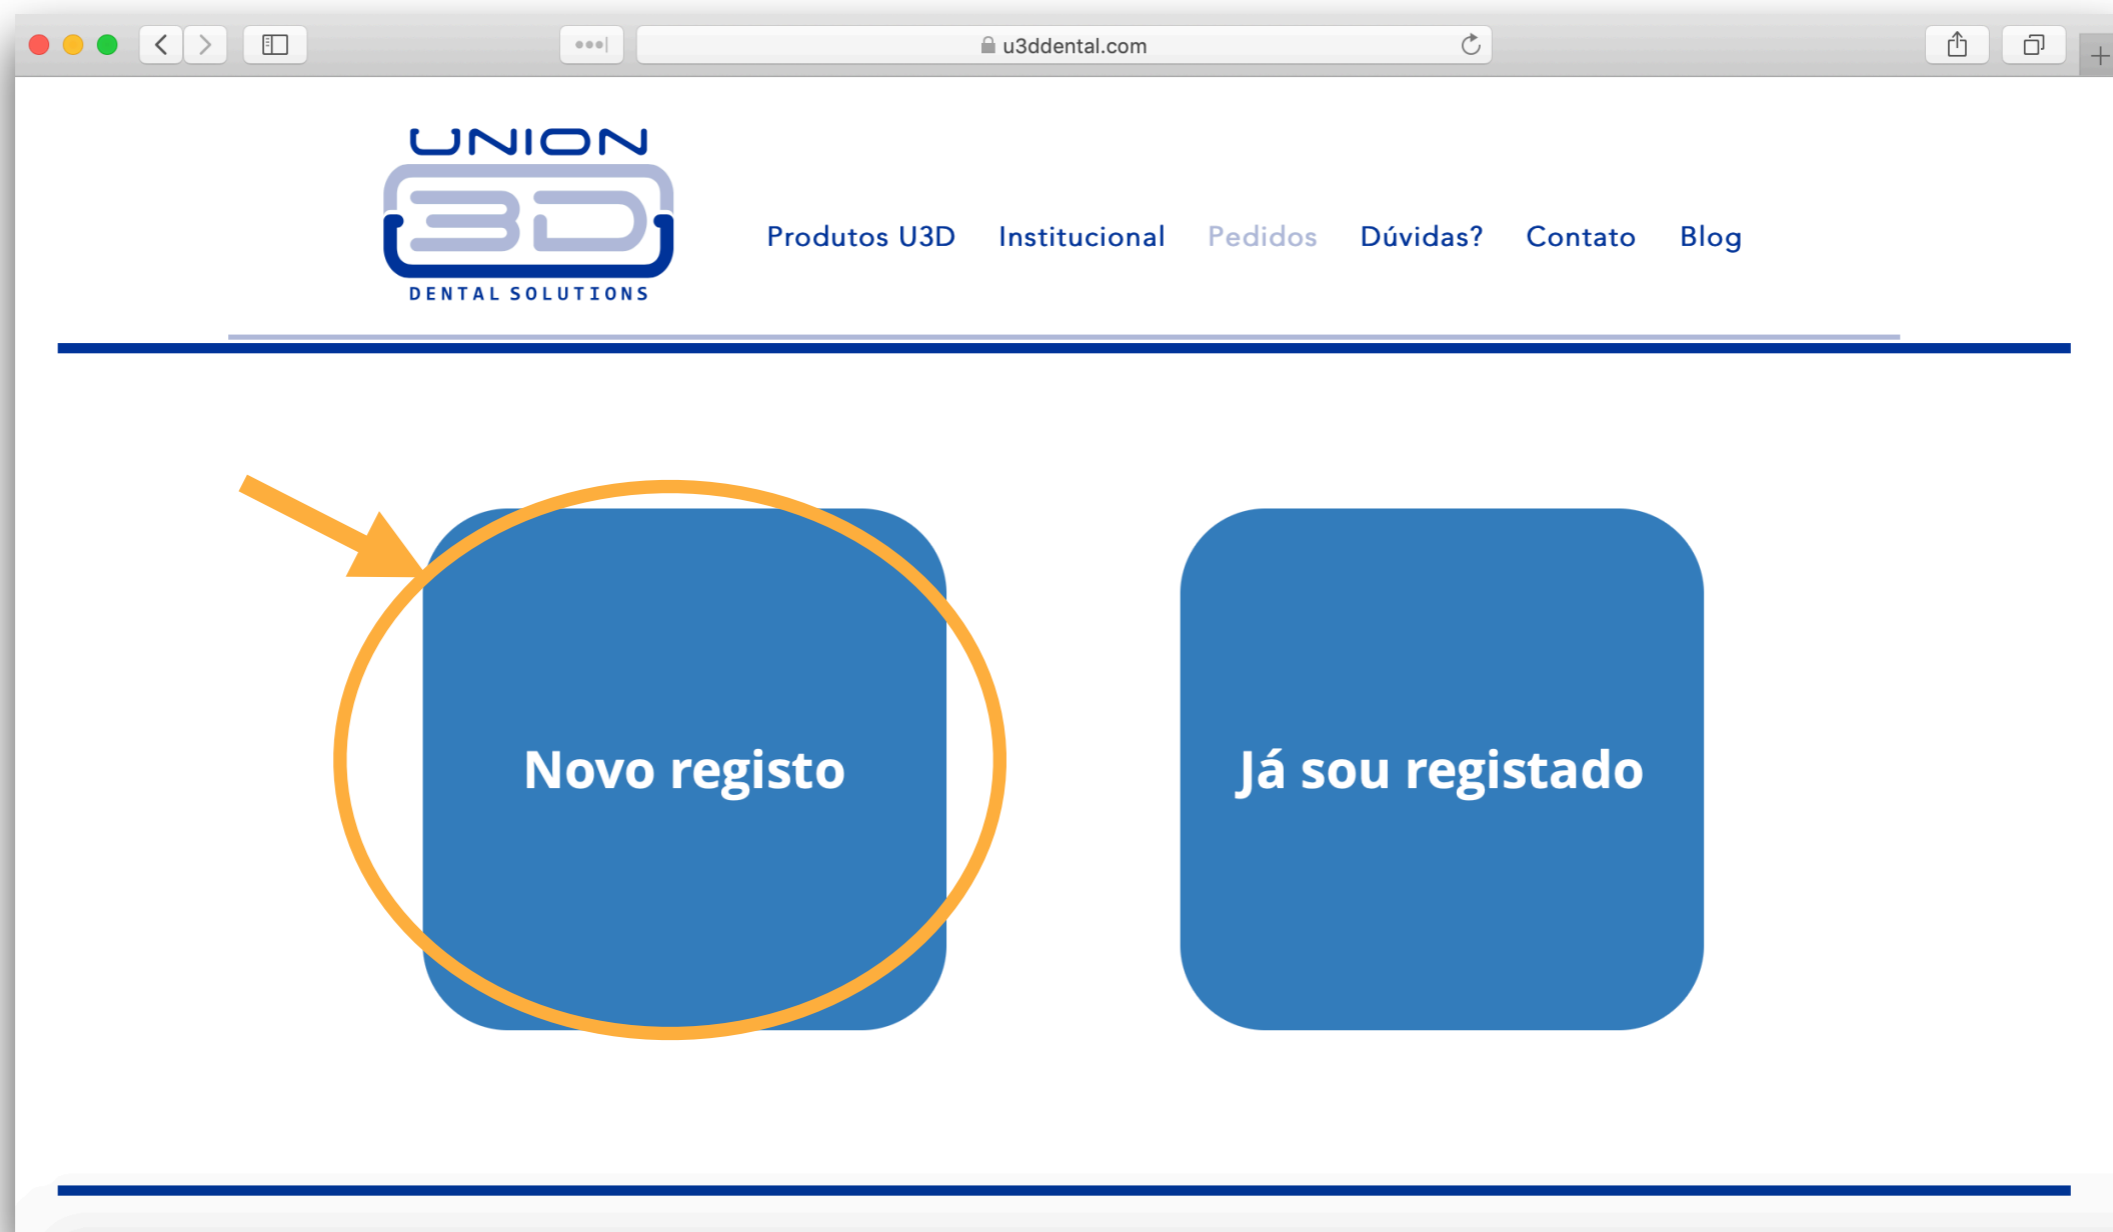 u3ddental.com
UNION
3D
DENTAL SOLUTIONS
Produtos U3D Institucional Pedidos Dúvidas? Contato Blog
Novo registo
Já sou registado